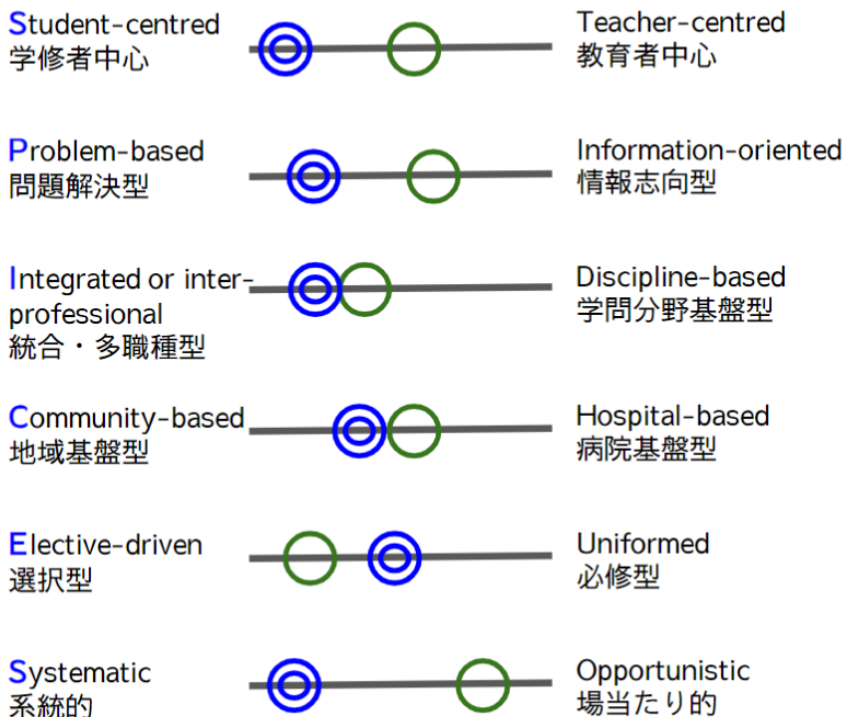 Student-centred
学修者中心
Teacher-centred
教育者中心
Problem-based
問題解決型
Information-oriented
情報志向型
Integrated or inter-
professional
統合・多職種型
Discipline-based
学問分野基盤型
Community-based
地域基盤型
Hospital-based
病院基盤型
Elective-driven
選択型
Uniformed
必修型
Systematic
系統的
Opportunistic
場当たり的